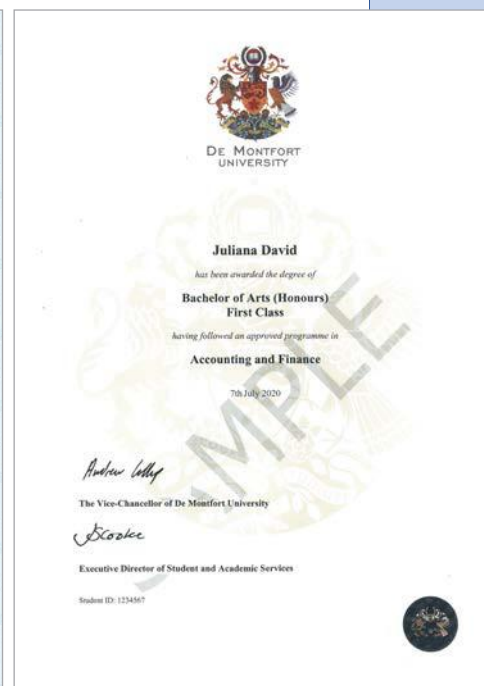 DE MONTFORT
UNIVERSITY
Juliana David
has been awarded the degree of
Bachelor of Arts (Honours)
First Class
having followed an approved programme in
Accounting and Finance
7th July 2020
SAMPLE
The Vice-Chancellor of De Montfort University
Executive Director of Student and Academic Services
Student ID: 1234567